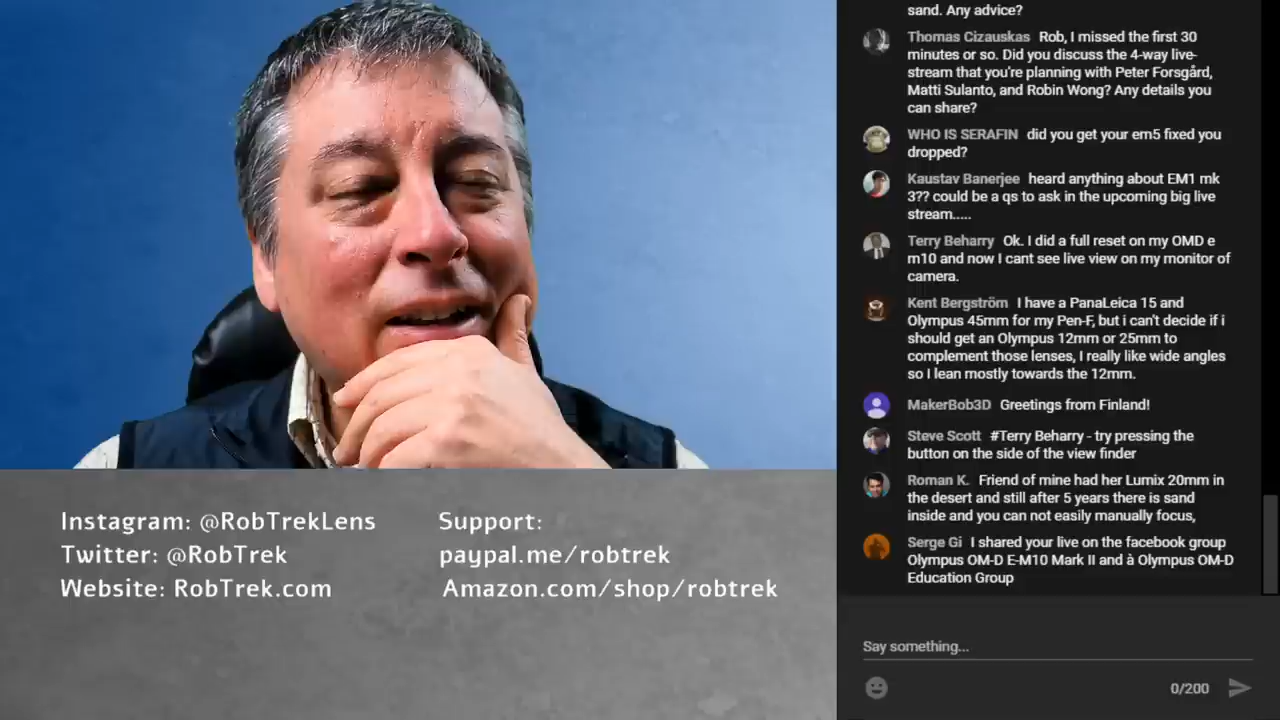 Instagram: @RobTrekLens
Twitter: @RobTrek
Website: RobTrek.com
Support:
paypal.me/robtrek
Amazon.com/shop/robtrek
sand. Any advice?
Thomas Cizauskas Rob, I missed the first 30
minutes or so. Did you discuss the 4-way live-
stream that you're planning with Peter Forsgård,
Matti Sulanto, and Robin Wong? Any details you
can share?
WHO IS SERAFIN did you get your em5 fixed you
dropped?
Kaustav Banerjee heard anything about EM1 mk
3?? could be a qs to ask in the upcoming big live
stream.....
Terry Beharry Ok. I did a full reset on my OMD e
m10 and now I cant see live view on my monitor of
camera.
Kent Bergström I have a PanaLeica 15 and
Olympus 45mm for my Pen-F, but i can't decide if i
should get an Olympus 12mm or 25mm to
complement those lenses, I really like wide angles
so I lean mostly towards the 12mm.
MakerBob3D Greetings from Finland!
Steve Scott #Terry Beharry - try pressing the
button on the side of the view finder
Roman K. Friend of mine had her Lumix 20mm in
the desert and still after 5 years there is sand
inside and you can not easily manually focus,
Serge Gi I shared your live on the facebook group
Olympus OM-D E-M10 Mark II and à Olympus OM-D
Education Group
Say something...
0/200